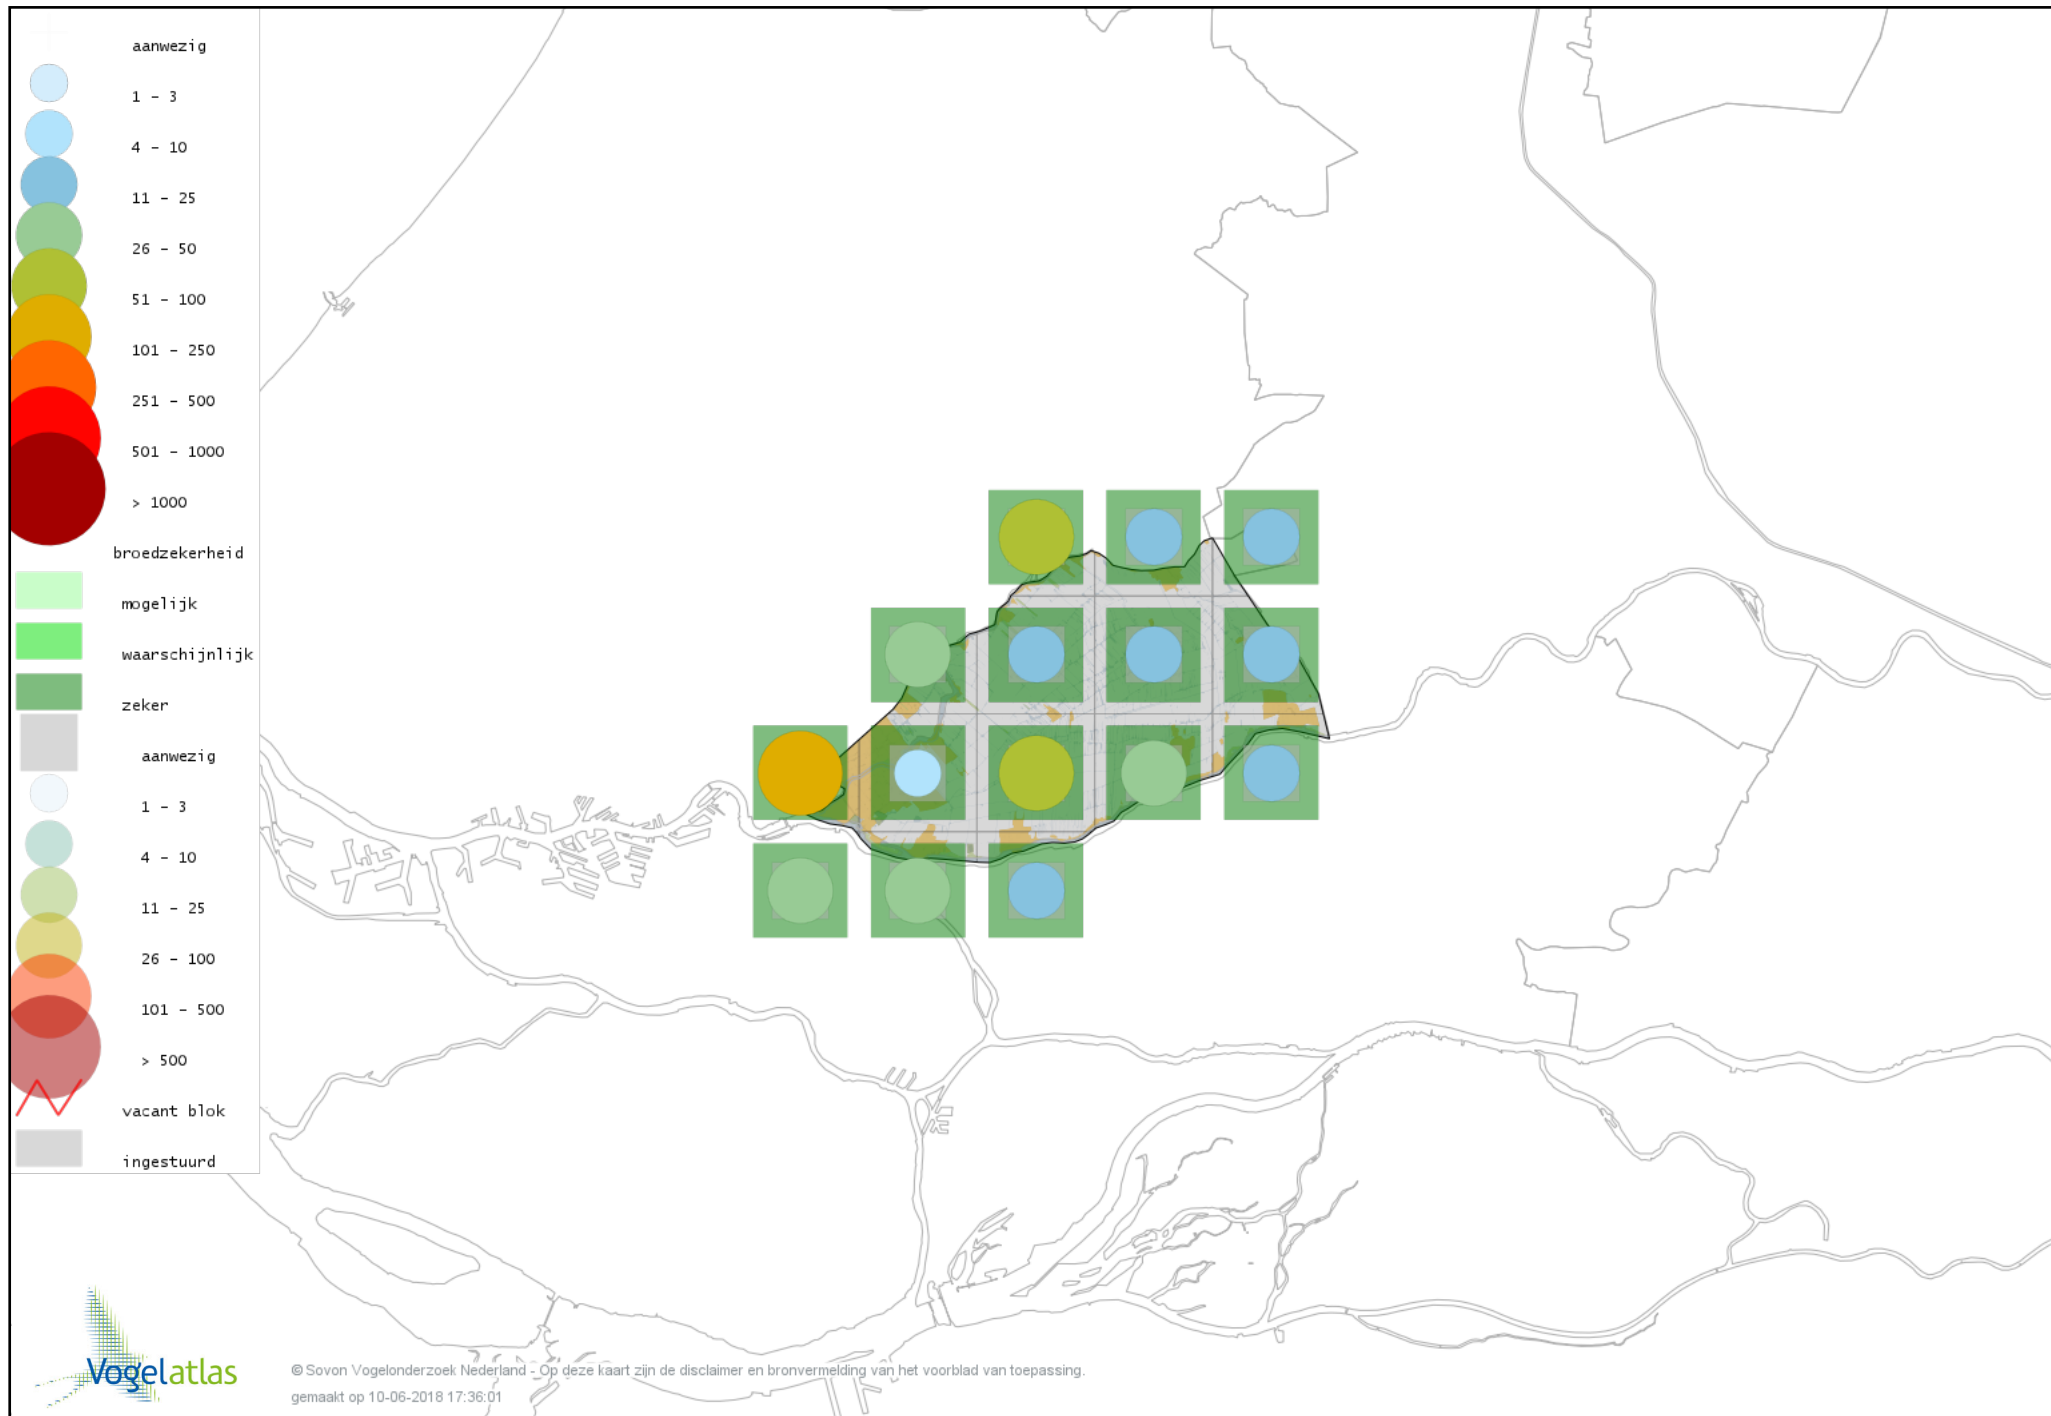 aanwezig
1 - 3
4 - 10
11 - 25
26 - 50
51 - 100
101 - 250
251 - 500
501 - 1000
> 1000
broedzekerheid
mogelijk
waarschijnlijk
zeker
aanwezig
1 - 3
4 - 10
11 - 25
26 - 100
101 - 500
> 500
vacant blok
ingestuurd
Vogelatlas
© Sovon Vogelonderzoek Nederland - Op deze kaart zijn de disclaimer en bronvermelding van het voorblad van toepassing.
gemaakt op 10-06-2018 17:36:01